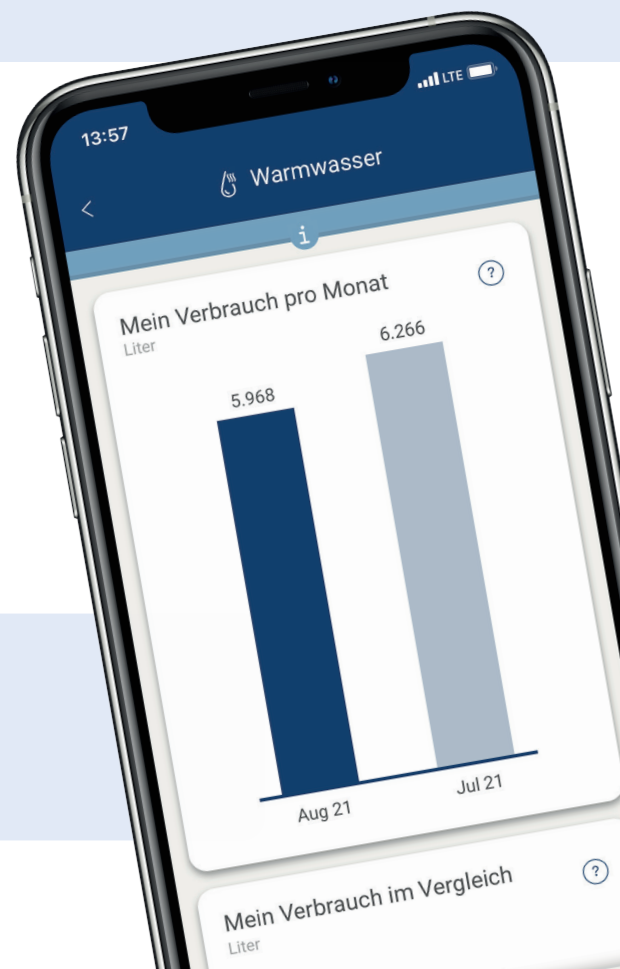 13:57
LTE
Warmwasser
i
Mein Verbrauch pro Monat
?
Liter
5.968
6.266
Aug 21
Jul 21
Mein Verbrauch im Vergleich
?
Liter